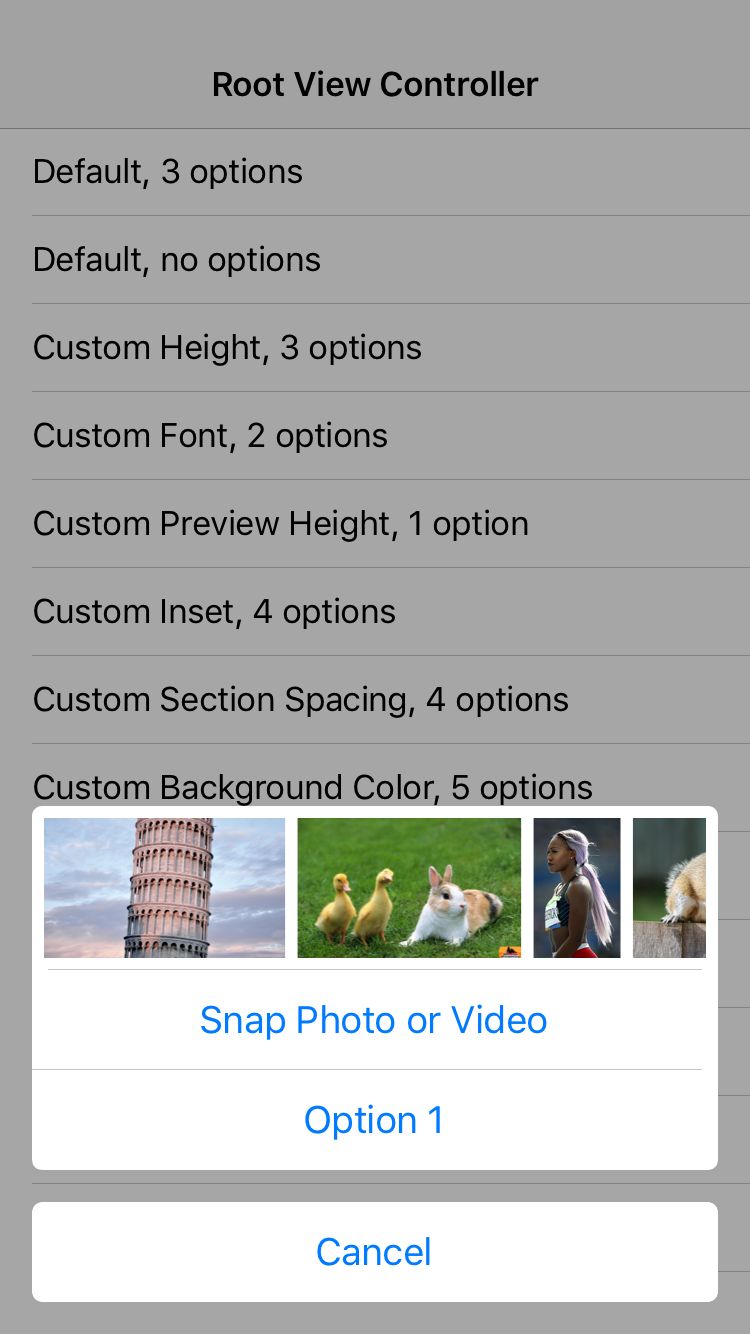 Root View Controller
Default, 3 options
Default, no options
Custom Height, 3 options
Custom Font, 2 options
Custom Preview Height, 1 option
Custom Inset, 4 options
Custom Section Spacing, 4 options
Custom Background Color, 5 options
Snap Photo or Video
Option 1
Cancel